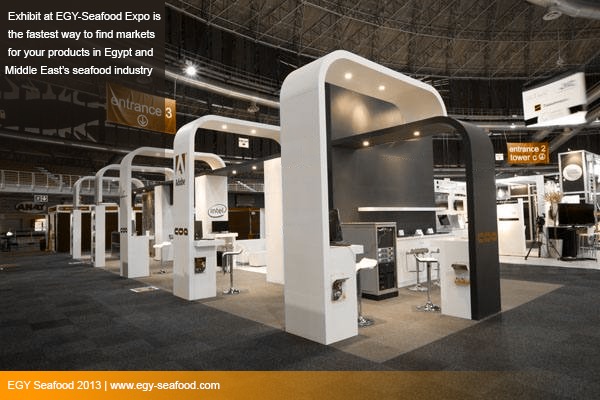 Exhibit at EGY-Seafood Expo is
the fastest way to find markets
for your products in Egypt and
Middle East's seafood industry
entrance 3
entrance 2
tower c
Adobe
intel
EGY Seafood 2013 | www.egy-seafood.com